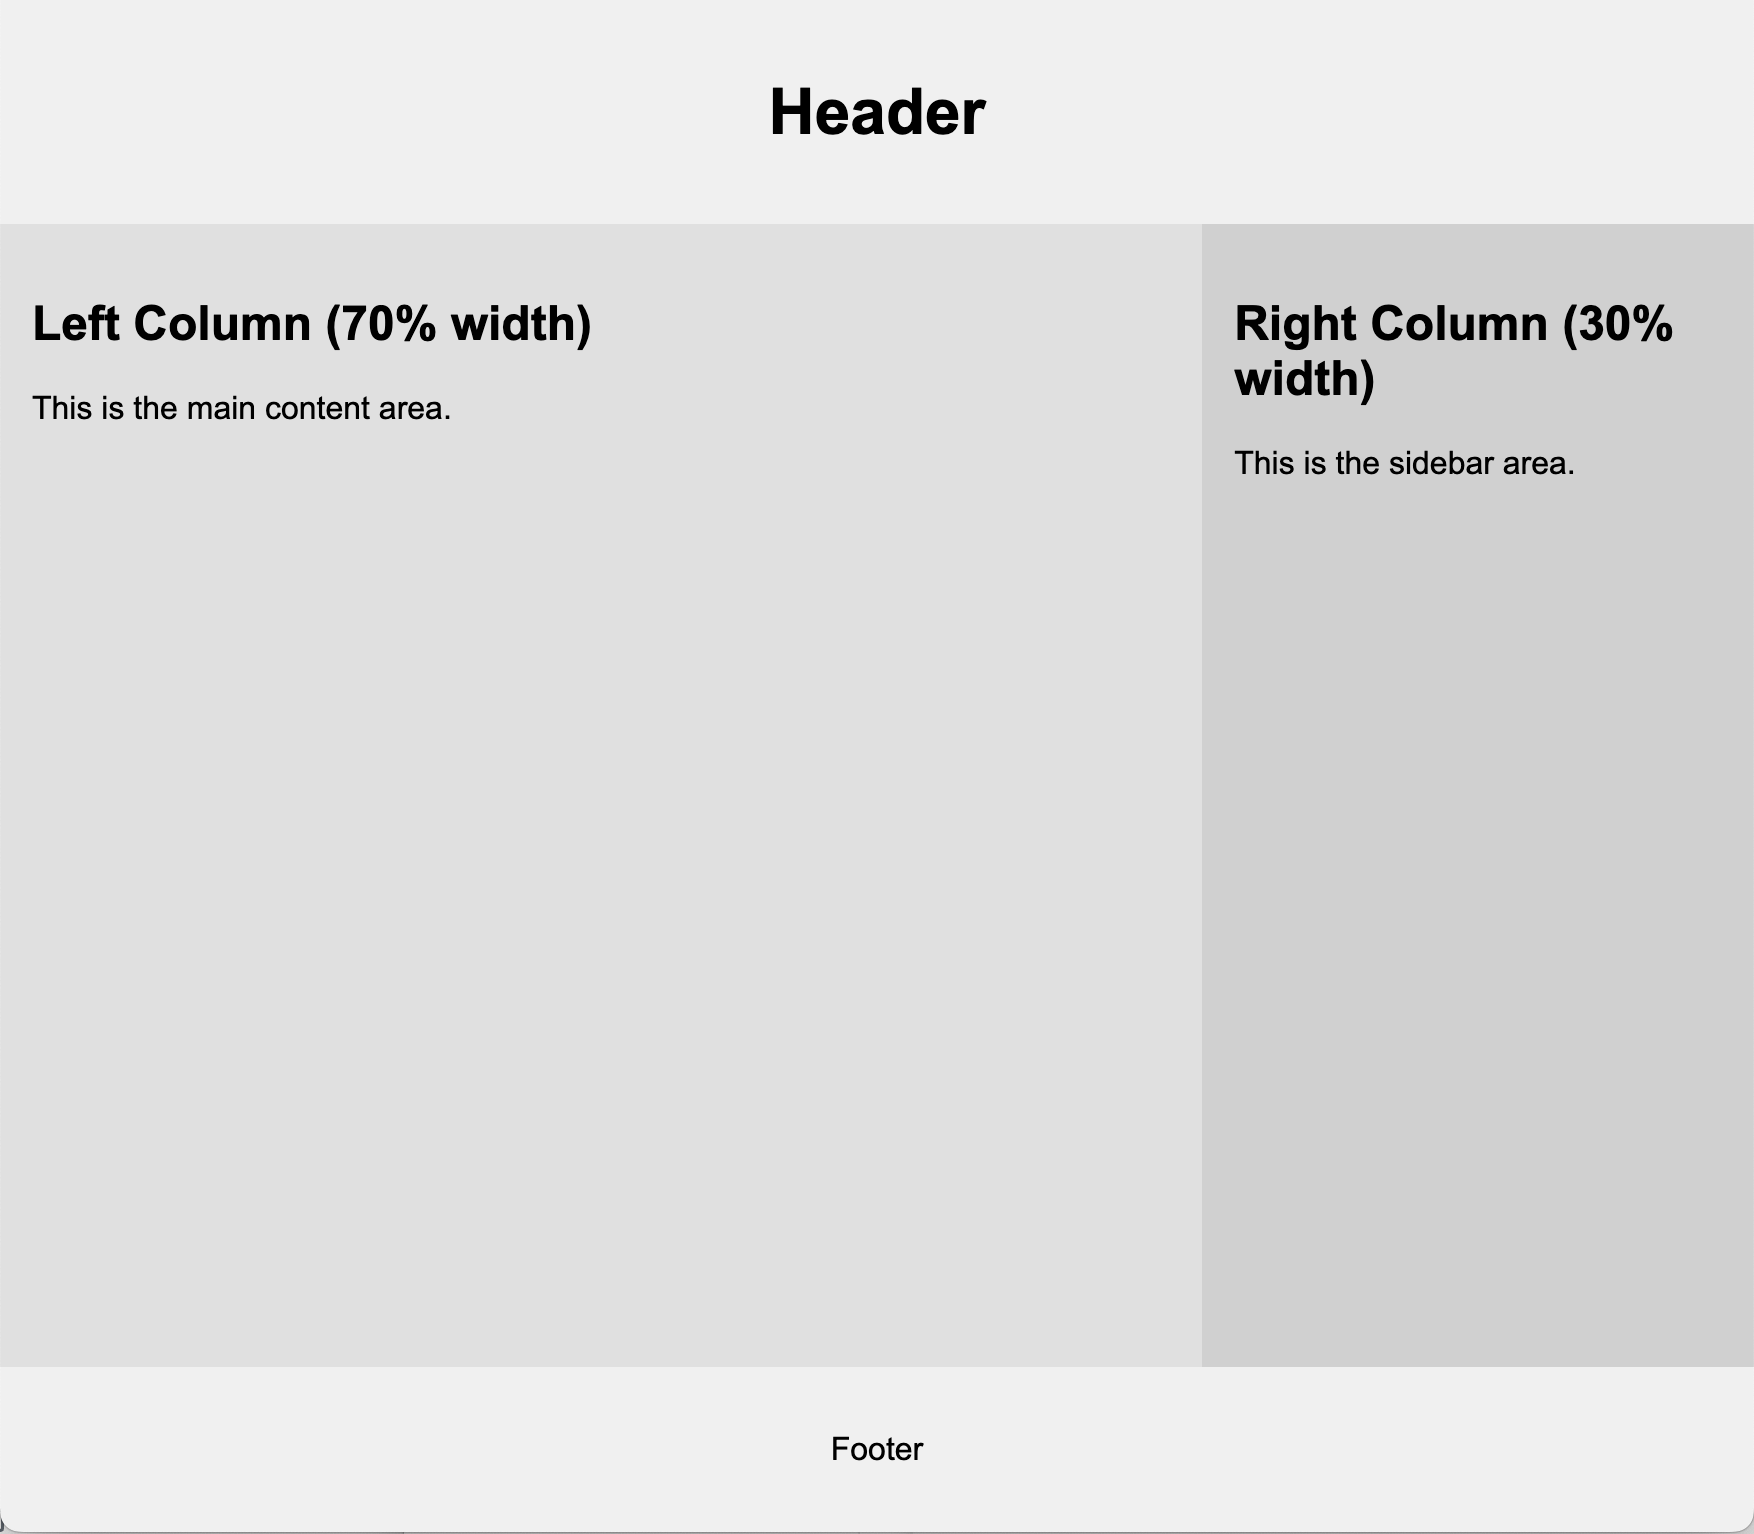 Header
Left Column (70% width)
This is the main content area.
Right Column (30%
width)
This is the sidebar area.
Footer